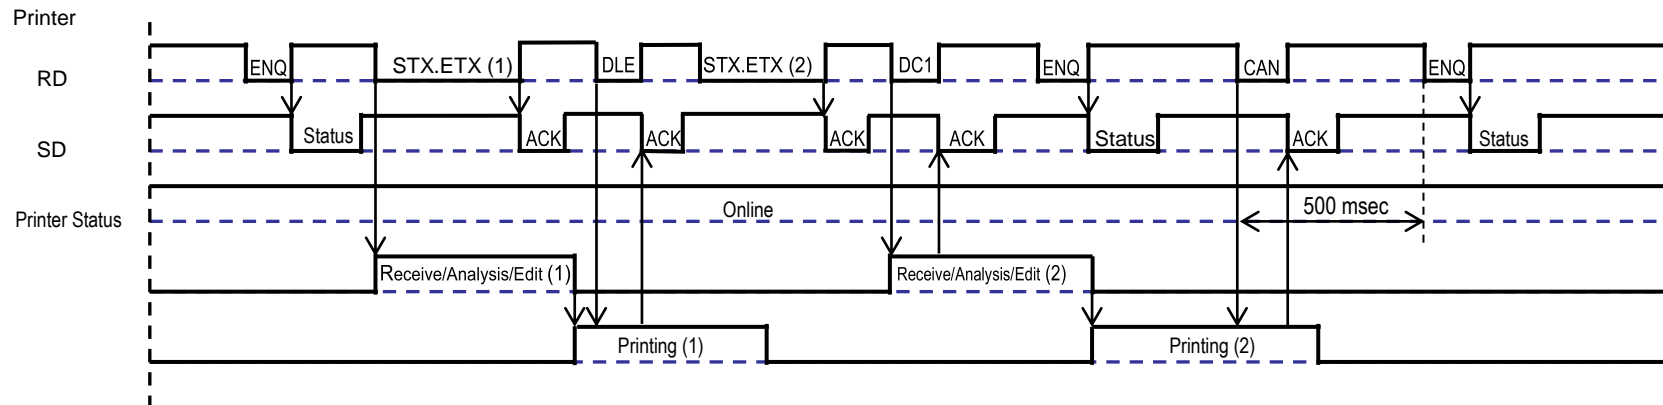 Printer
RD ENQ STX.ETX (1) DLE STX.ETX (2) DC1 ENQ CAN ENQ
SD Status ACK ACK ACK ACK Status ACK Status
Printer Status Online 500 msec
Receive/Analysis/Edit (1) Receive/Analysis/Edit (2)
Printing (1) Printing (2)